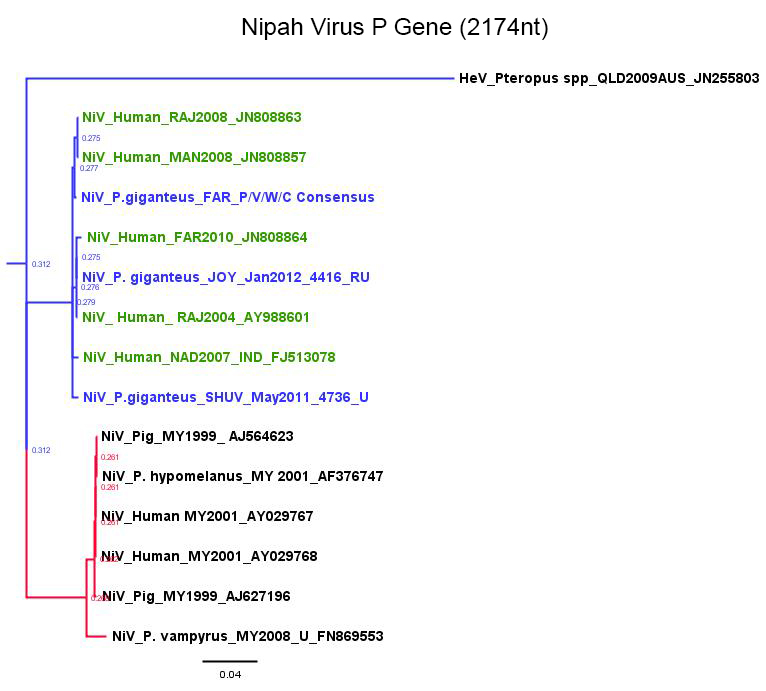 Nipah Virus P Gene (2174nt)
HeV_Pteropus spp_QLD2009AUS_JN255803
NiV_Human_RAJ2008_JN808863
0.275
NiV_Human_MAN2008_JN808857
0.277
NiV_P.giganteus_FAR_P/V/W/C Consensus
NiV_Human_FAR2010_JN808864
0.275
0.312
NiV_P. giganteus_JOY_Jan2012_4416_RU
0.276
0.279
NiV_ Human_ RAJ2004_AY988601
NiV_Human_NAD2007_IND_FJ513078
NiV_P.giganteus_SHUV_May2011_4736_U
NiV_Pig_MY1999_ AJ564623
0.312
0.261
NiV_P. hypomelanus_MY 2001_AF376747
0.261
NiV_Human MY2001_AY029767
0.261
NiV_Human_MY2001_AY029768
NiV_Pig_MY1999_AJ627196
NiV_P. vampyrus_MY2008_U_FN869553
0.04